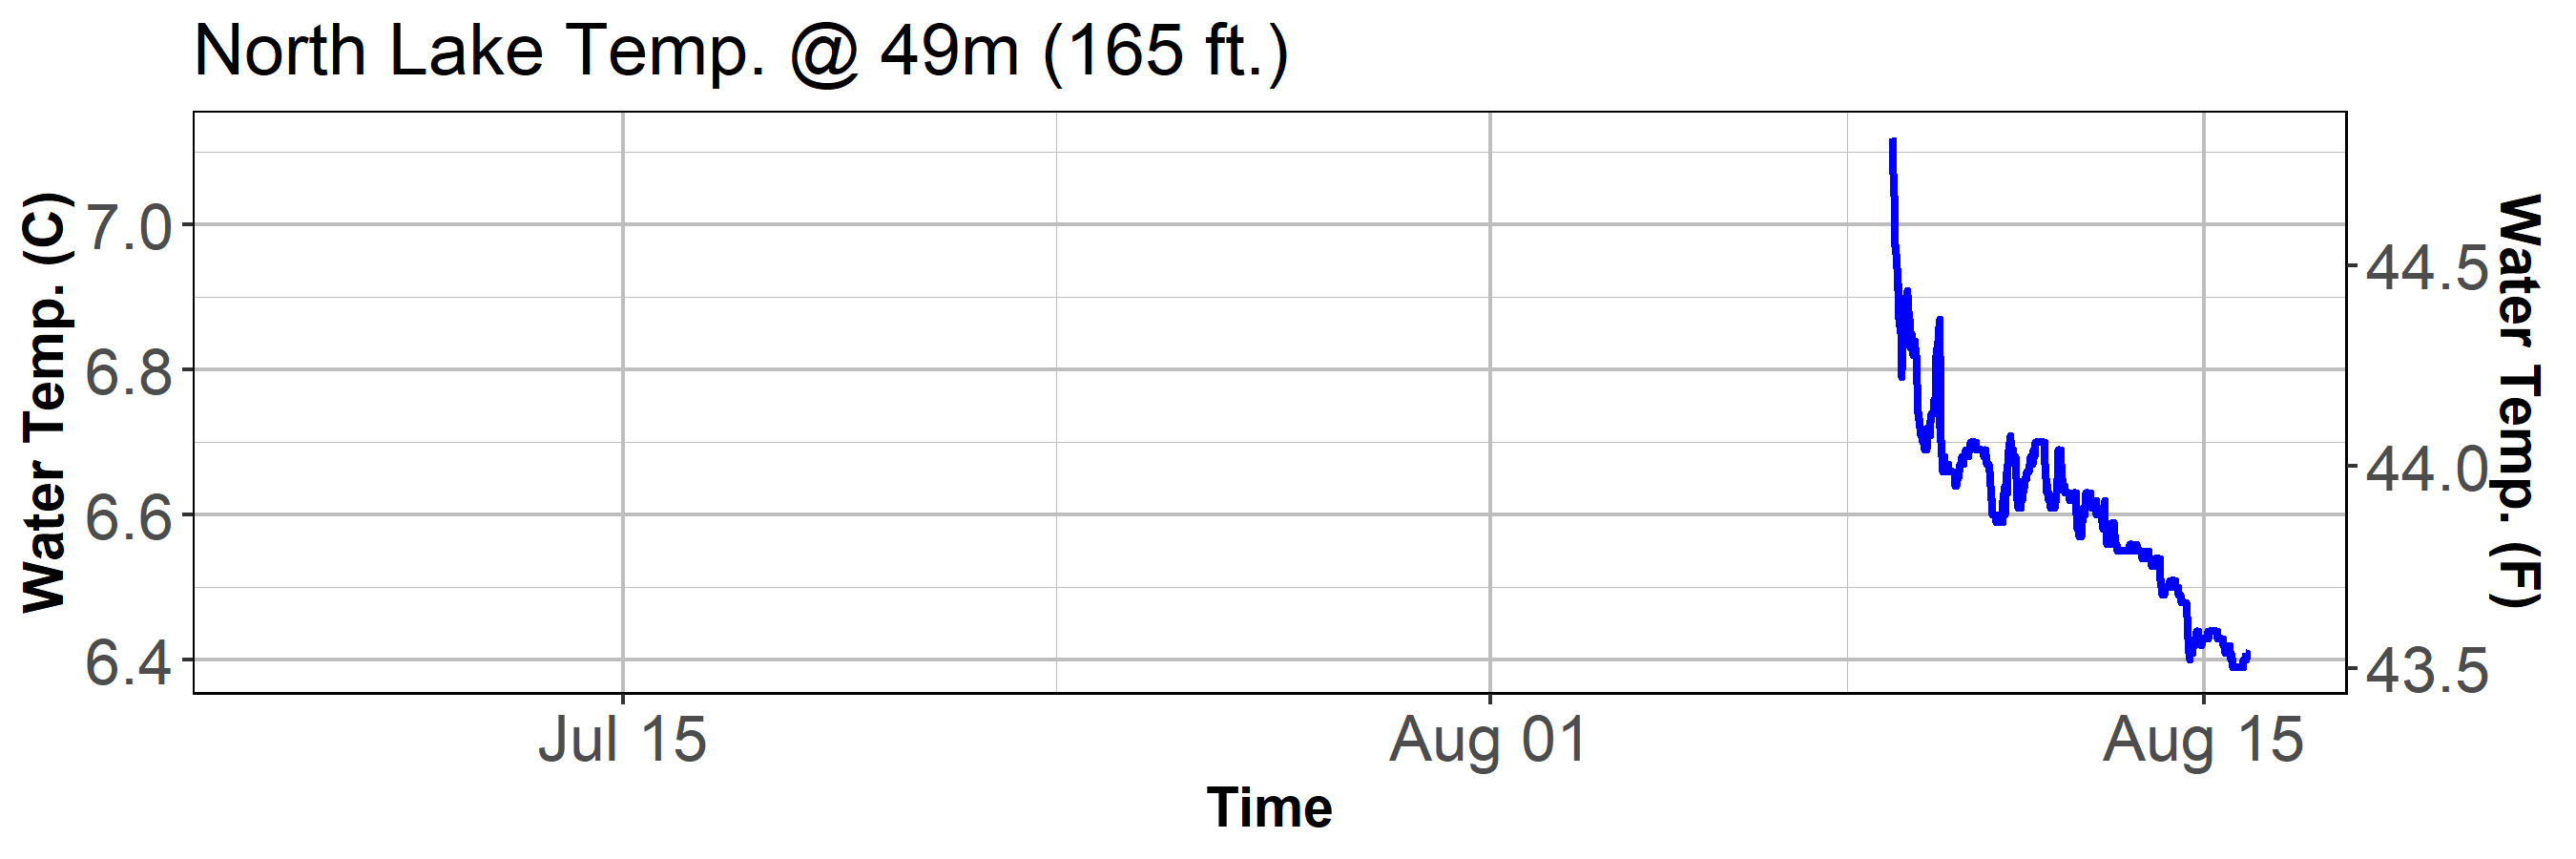 North Lake Temp. @ 49m (165 ft.)
Water Temp. (C)
7.0
6.8
6.6
6.4
44.5
44.0
43.5
Water Temp. (F)
Jul 15
Aug 01
Aug 15
Time